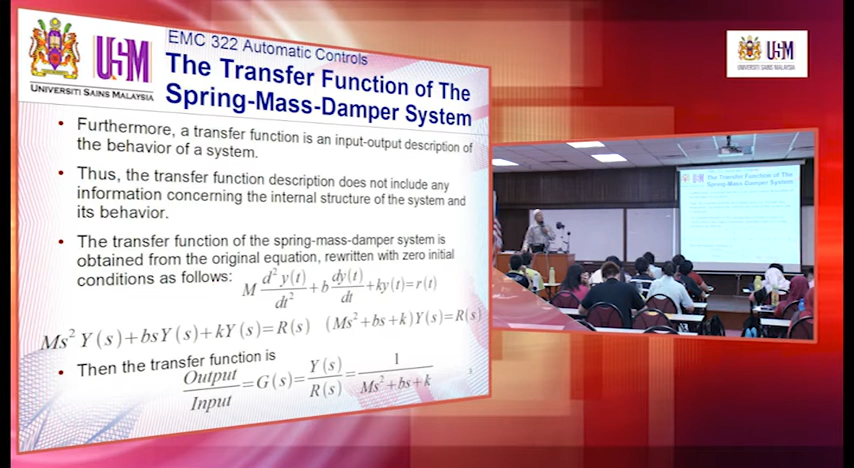 USM
UNIVERSITI SAINS MALAYSIA
EMC 322 Automatic Controls
The Transfer Function of The
Spring-Mass-Damper System
• Furthermore, a transfer function is an input-output description of
the behavior of a system.
• Thus, the transfer function description does not include any
information concerning the internal structure of the system and
its behavior.
• The transfer function of the spring-mass-damper system is
obtained from the original equation, rewritten with zero initial
conditions as follows: M d²y(t)/dt² + b dy(t)/dt + ky(t)=r(t)
Ms² Y(s)+bsY(s)+kY(s)=R(s) (Ms²+bs+k)Y(s)=R(s)
• Then the transfer function is
Output/Input = G(s) = Y(s)/R(s) = 1/(Ms²+bs+k)
3
USM
UNIVERSITI SAINS MALAYSIA
USM
The Transfer Function of The
Spring-Mass-Damper System